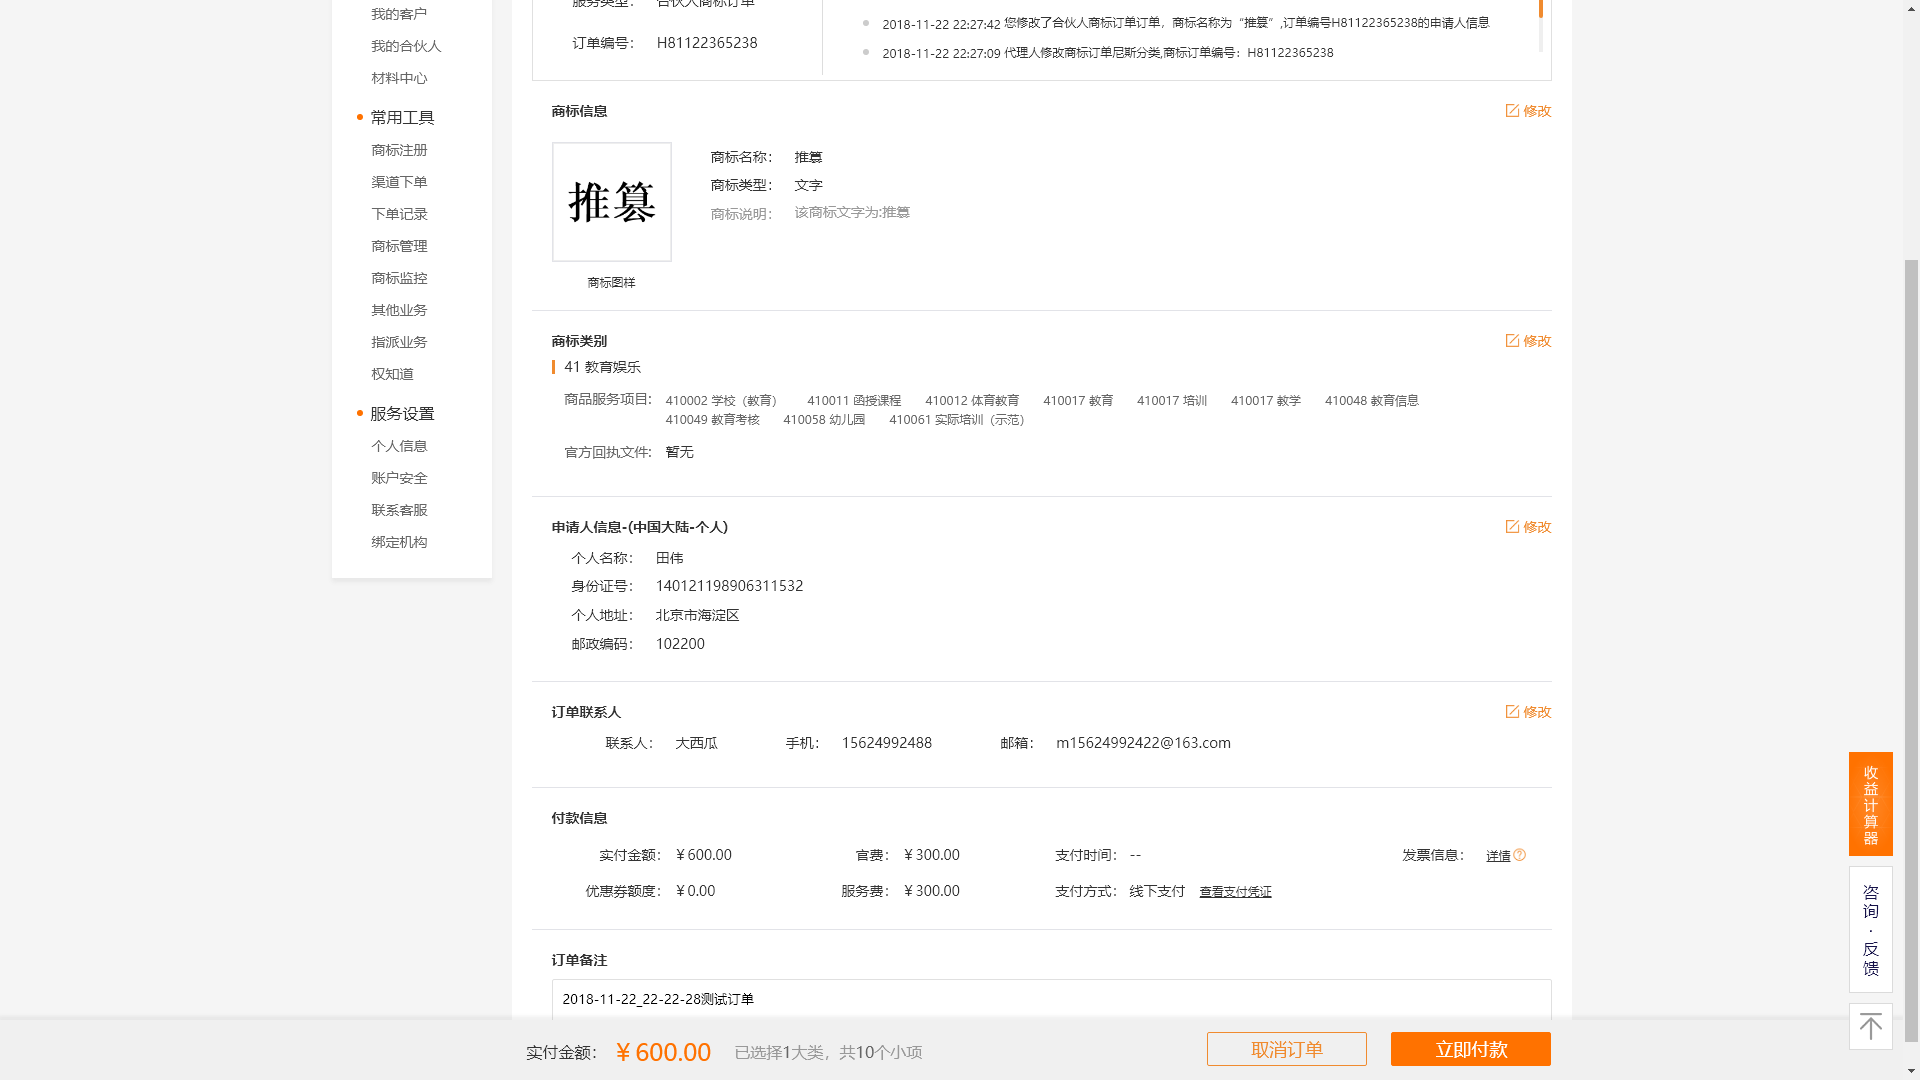 我的客户
我的合伙人
材料中心
常用工具
商标注册
渠道下单
下单记录
商标管理
商标监控
其他业务
指派业务
权知道
服务设置
个人信息
账户安全
联系客服
绑定机构
服务类型： 合伙人商标订单
订单编号： H81122365238
2018-11-22 22:27:42 您修改了合伙人商标订单订单，商标名称为“推篡”,订单编号H81122365238的申请人信息
2018-11-22 22:27:09 代理人修改商标订单尼斯分类,商标订单编号：H81122365238
商标信息 修改
推篡
商标图样
商标名称： 推篡
商标类型： 文字
商标说明： 该商标文字为:推篡
商标类别 修改
41 教育娱乐
商品服务项目: 410002 学校（教育） 410011 函授课程 410012 体育教育 410017 教育 410017 培训 410017 教学 410048 教育信息
410049 教育考核 410058 幼儿园 410061 实际培训（示范）
官方回执文件: 暂无
申请人信息-(中国大陆-个人) 修改
个人名称： 田伟
身份证号： 140121198906311532
个人地址： 北京市海淀区
邮政编码： 102200
订单联系人 修改
联系人： 大西瓜 手机： 15624992488 邮箱： m15624992422@163.com
付款信息
实付金额： ￥600.00 官费： ￥300.00 支付时间： -- 发票信息： 详情
优惠券额度： ￥0.00 服务费： ￥300.00 支付方式： 线下支付 查看支付凭证
订单备注
2018-11-22_22-22-28测试订单
实付金额： ￥600.00 已选择1大类，共10个小项 取消订单 立即付款
收益计算器
咨询·反馈